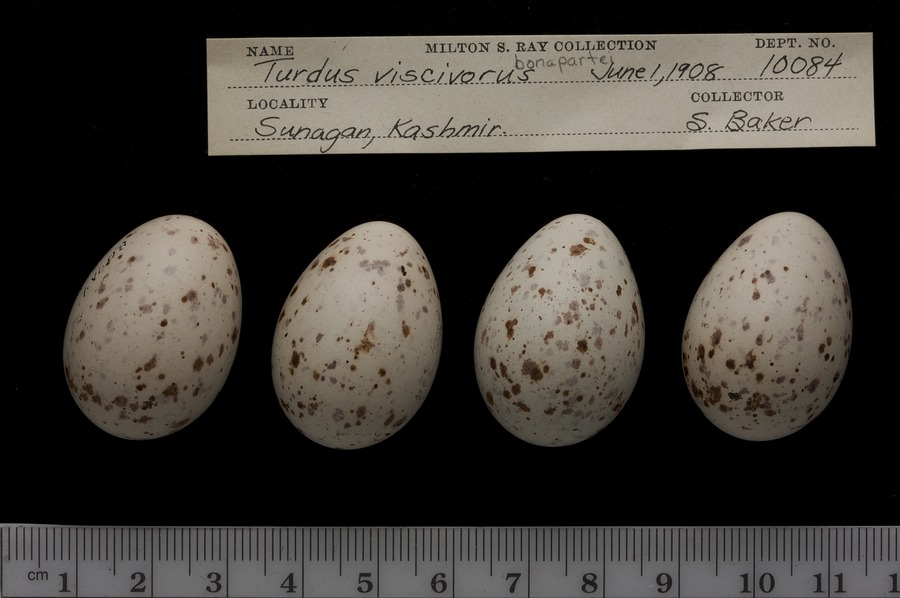 NAME MILTON S. RAY COLLECTION DEPT. NO.
bonapartei
Turdus viscivorus June 1, 1908 10084
LOCALITY COLLECTOR
Sunagan, Kashmir. S. Baker
cm 1 2 3 4 5 6 7 8 9 10 11 1